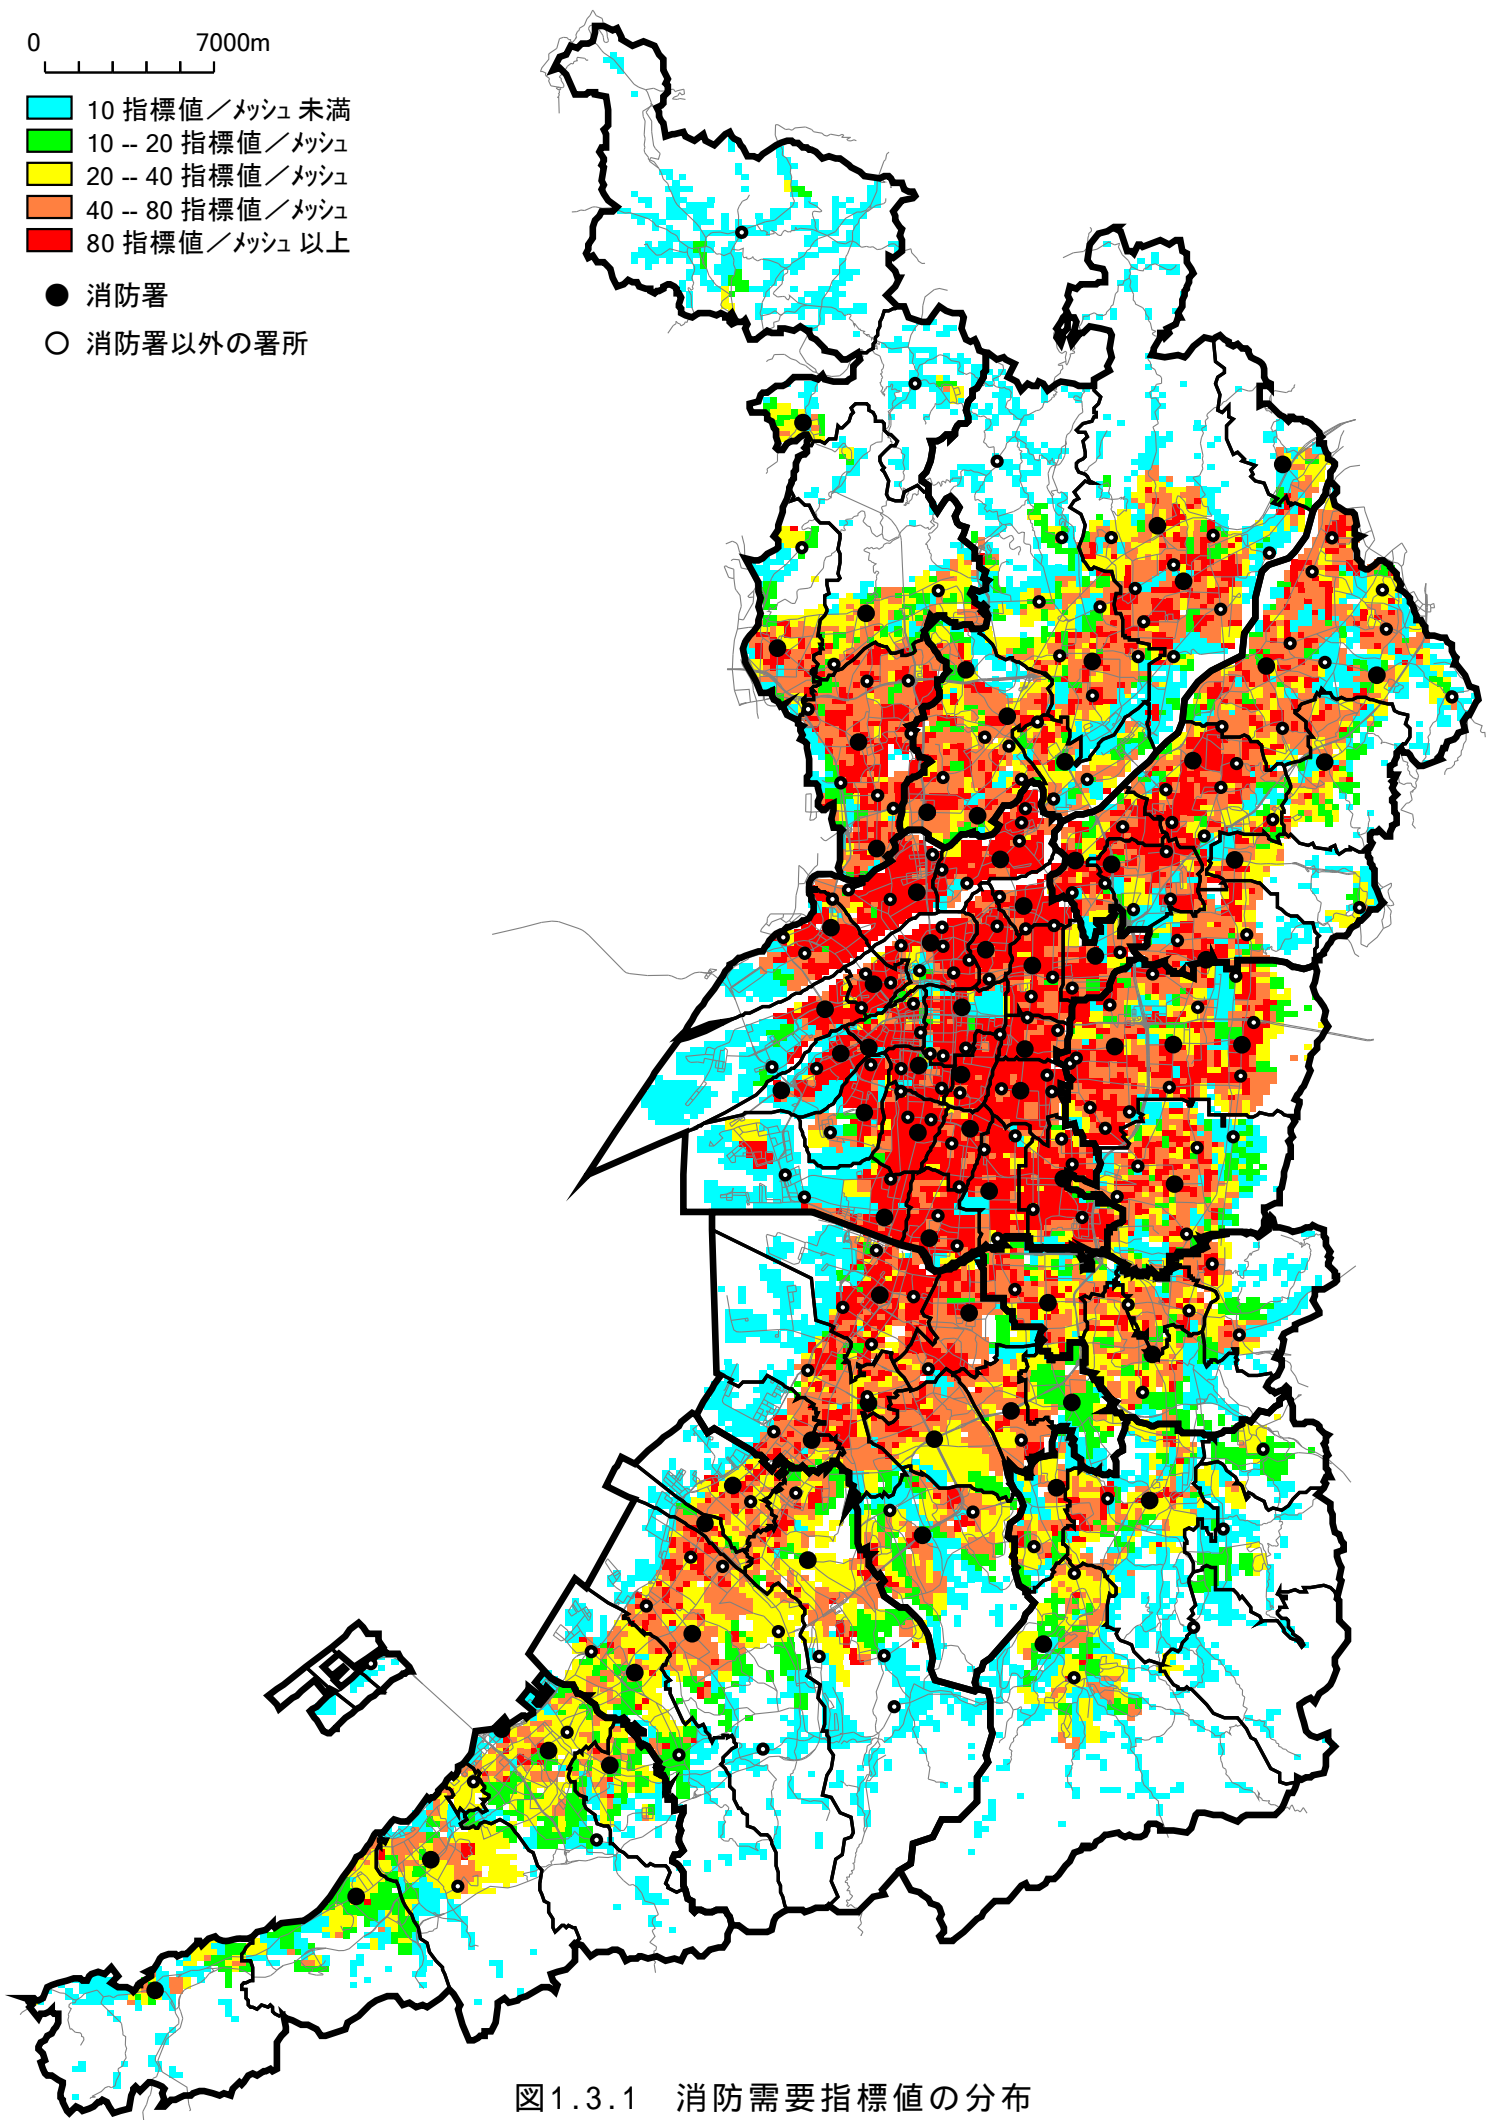 0 7000m
10 指標値／ﾒｯｼｭ 未満
10 -- 20 指標値／ﾒｯｼｭ
20 -- 40 指標値／ﾒｯｼｭ
40 -- 80 指標値／ﾒｯｼｭ
80 指標値／ﾒｯｼｭ 以上
消防署
消防署以外の署所
図1.3.1 消防需要指標値の分布